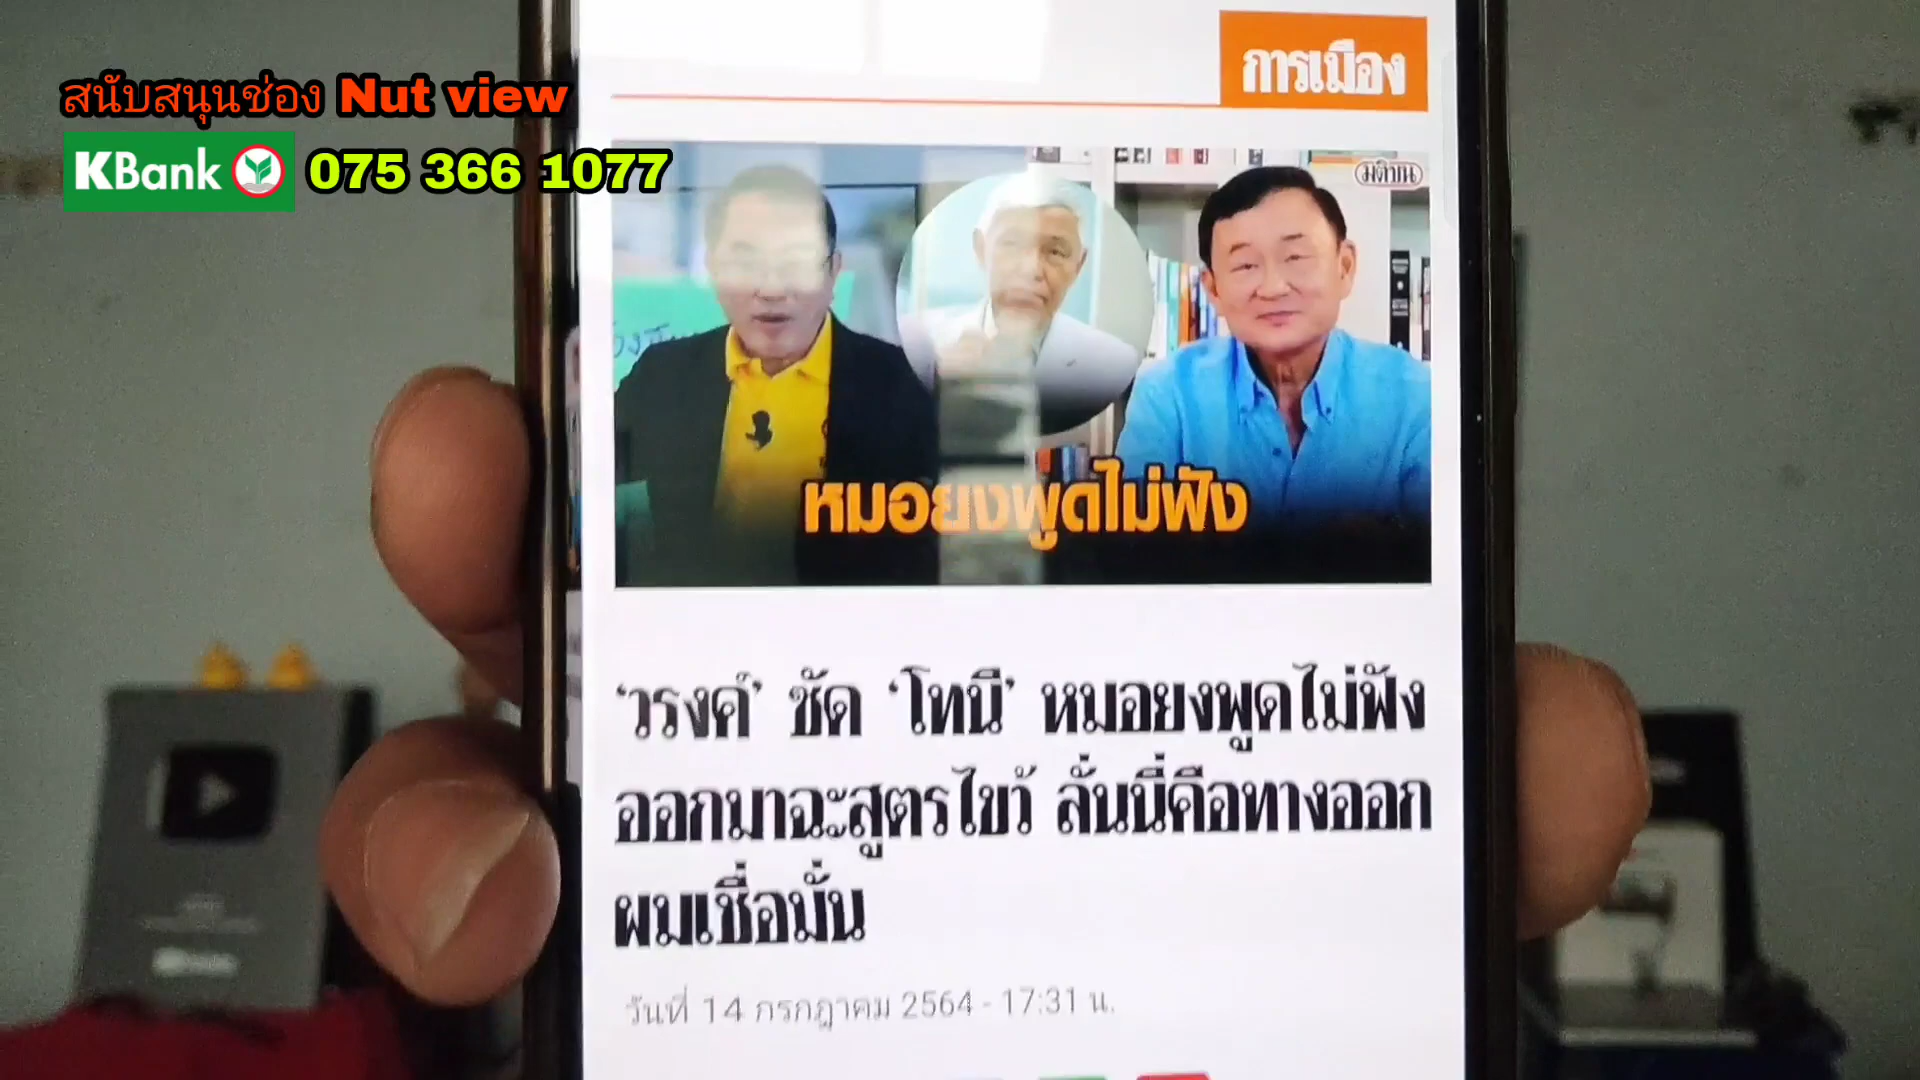 สนับสนุนช่อง Nut view
KBank 075 366 1077
การเมือง
มติชน
หมอยงพูดไม่ฟัง
‘วรงค์’ ซัด ‘โทนี’ หมอยงพูดไม่ฟัง
ออกมาฉะสูตรไขว้ ลั่นนี่คือทางออก
ผมเชื่อมั่น
วันที่ 14 กรกฎาคม 2564 - 17:31 น.